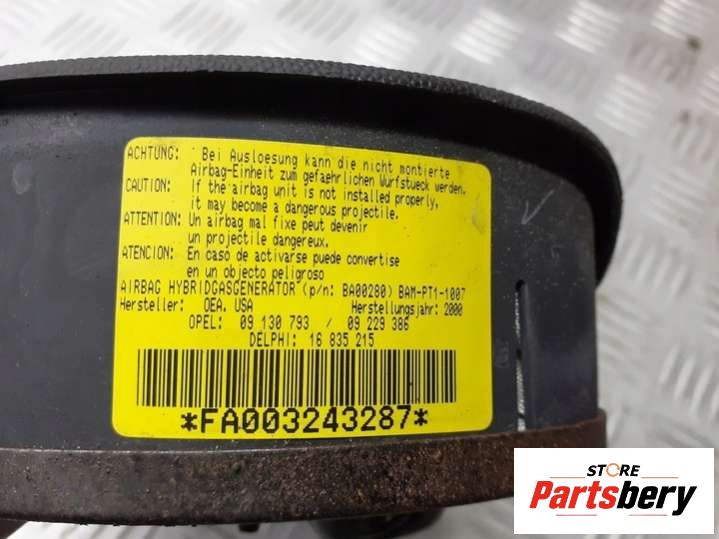 ACHTUNG: Bei Ausloesung kann die nicht montierte
Airbag-Einheit zum gefaehrlichen Wurfstueck werden.
CAUTION: If the airbag unit is not installed properly,
it may become a dangerous projectile.
ATTENTION: Un airbag mal fixe peut devenir
un projectile dangereux.
ATENCION: En caso de activarse puede convertise
en un objecto peligroso
AIRBAG HYBRIDGASGENERATOR (p/n: BA00280) BAM-PT1-1007
Hersteller: OEA, USA Herstellungsjahr: 2000
OPEL: 09 130 793 / 09 229 386
DELPHI: 16 835 215
*FA003243287*
STORE
Partsbery